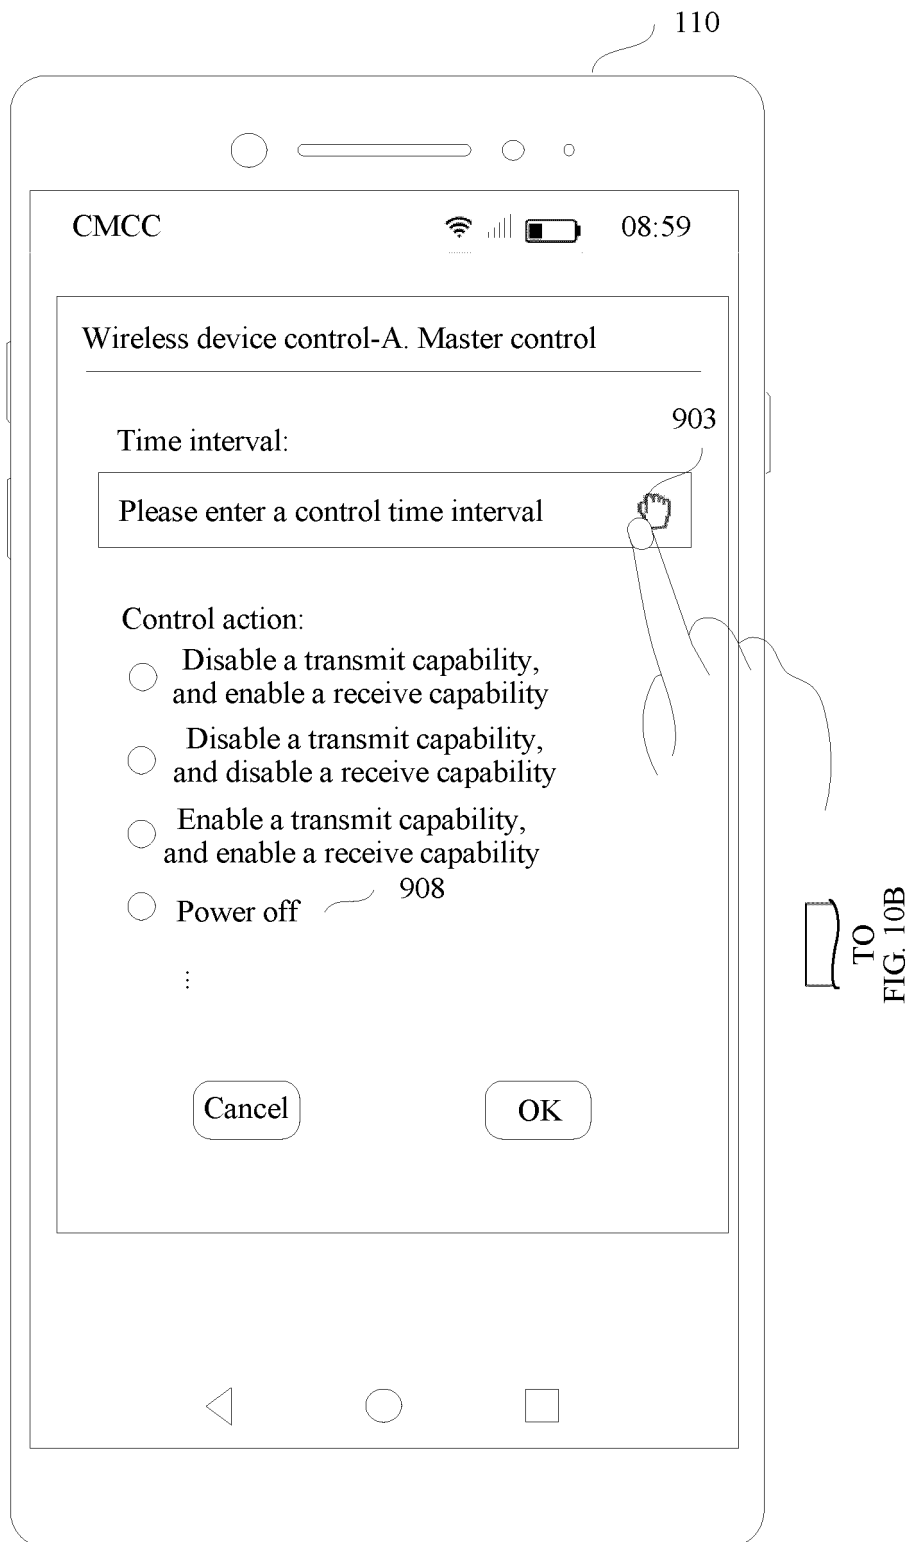 110
CMCC 08:59
Wireless device control-A. Master control
903
Time interval:
Please enter a control time interval
Control action:
Disable a transmit capability,
and enable a receive capability
Disable a transmit capability,
and disable a receive capability
Enable a transmit capability,
and enable a receive capability
908
Power off
⋮
TO
FIG. 10B
Cancel OK